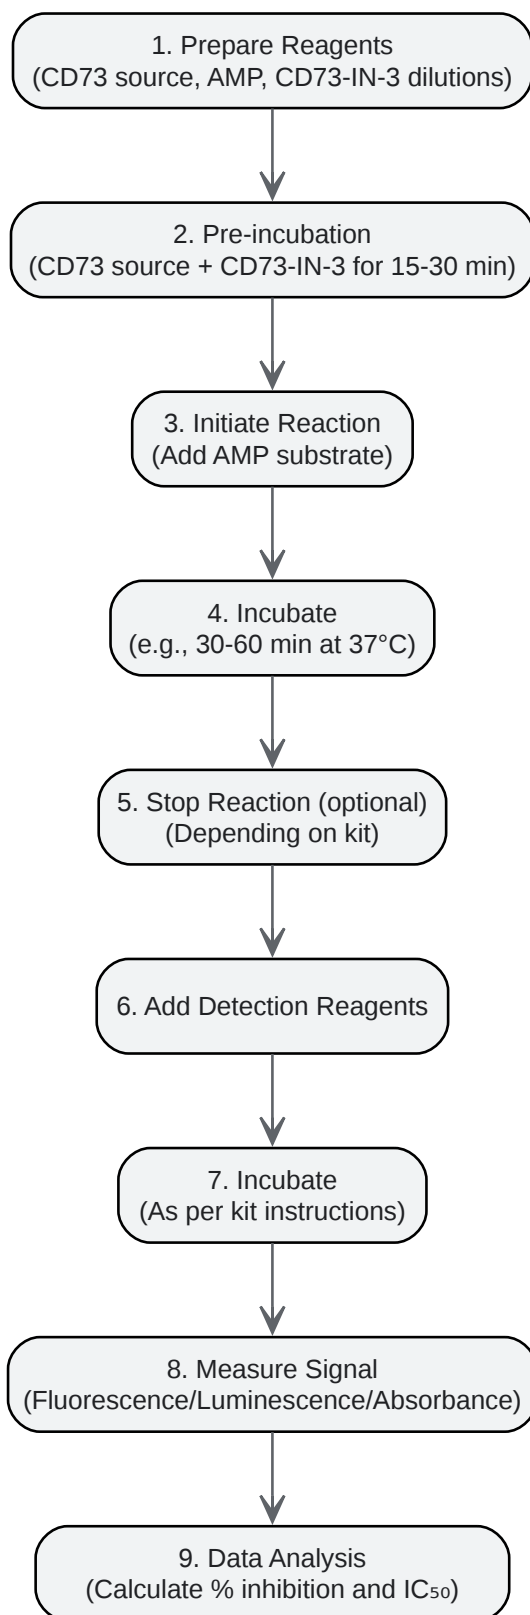 1. Prepare Reagents
(CD73 source, AMP, CD73-IN-3 dilutions)
2. Pre-incubation
(CD73 source + CD73-IN-3 for 15-30 min)
3. Initiate Reaction
(Add AMP substrate)
4. Incubate
(e.g., 30-60 min at 37°C)
5. Stop Reaction (optional)
(Depending on kit)
6. Add Detection Reagents
7. Incubate
(As per kit instructions)
8. Measure Signal
(Fluorescence/Luminescence/Absorbance)
9. Data Analysis
(Calculate % inhibition and IC₅₀)